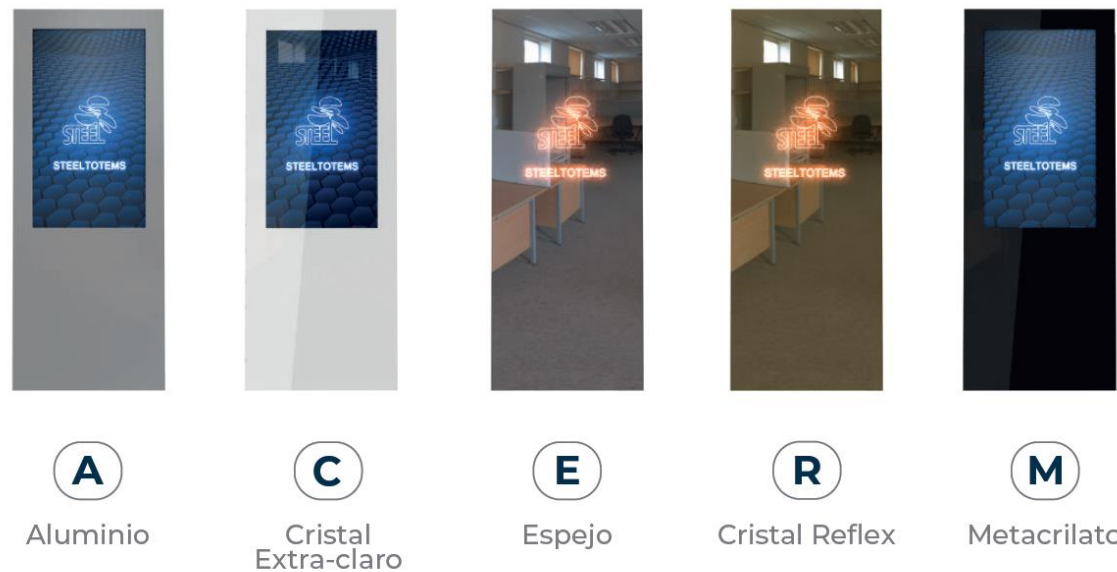 STEEL
STEELTOTEMS
STEEL
STEELTOTEMS
STEEL
STEELTOTEMS
STEEL
STEELTOTEMS
STEEL
STEELTOTEMS
A
C
E
R
M
Aluminio
Cristal
Extra-claro
Espejo
Cristal Reflex
Metacrilato